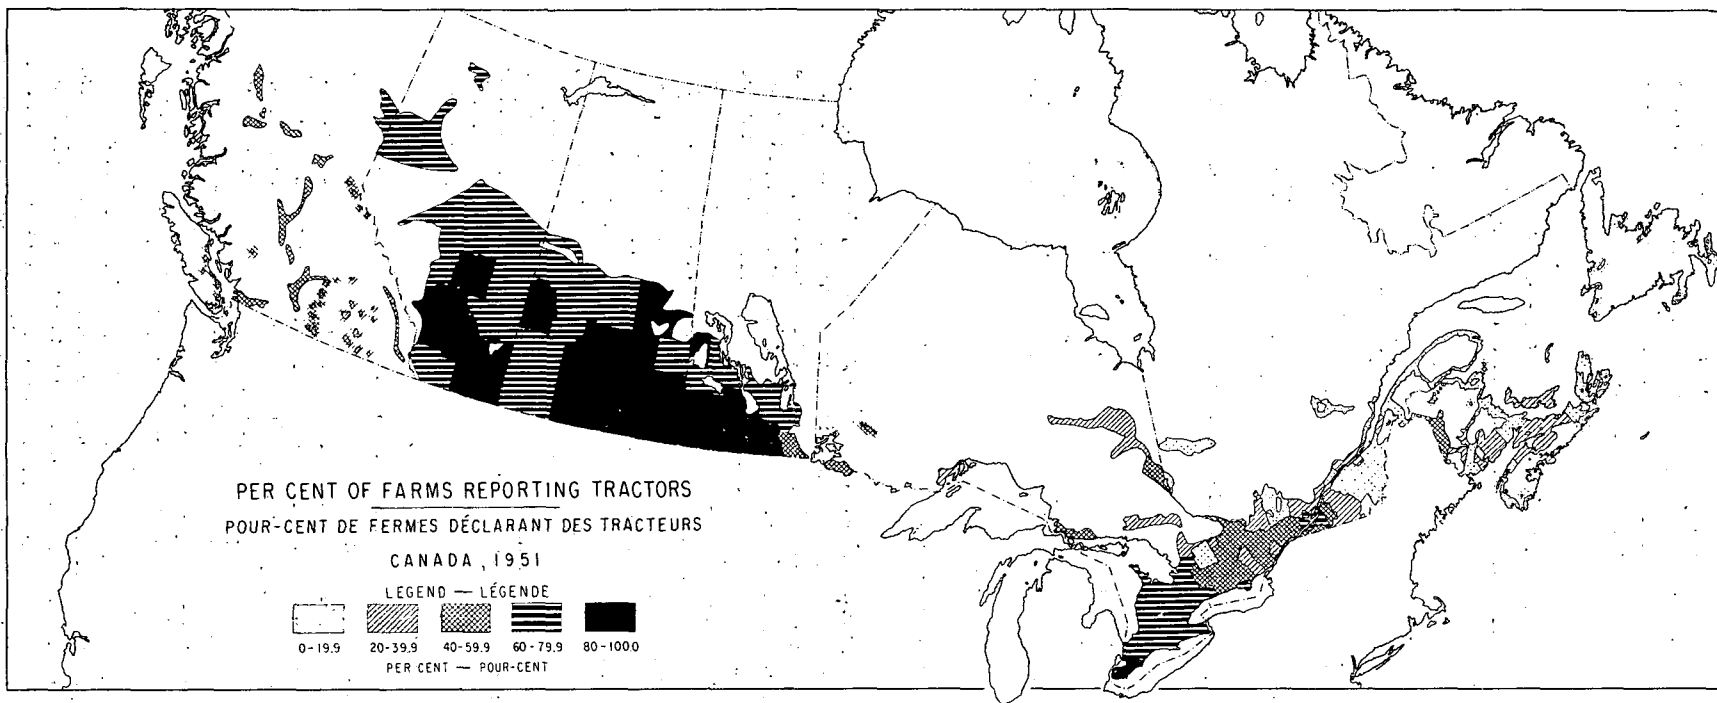 PER CENT OF FARMS REPORTING TRACTORS
POUR-CENT DE FERMES DÉCLARANT DES TRACTEURS
CANADA, 1951
LEGEND — LÉGENDE
0-19.9 20-39.9 40-59.9 60-79.9 80-100.0
PER CENT — POUR-CENT